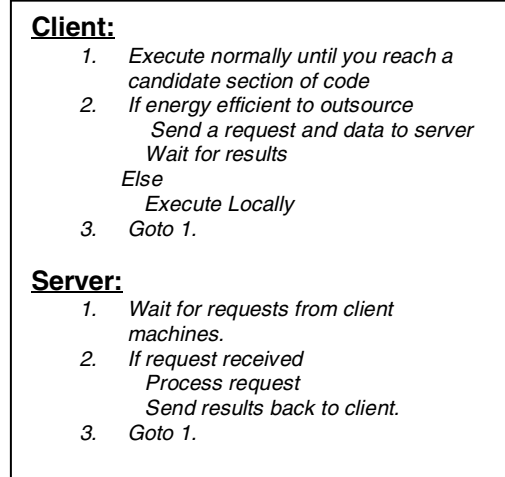 Client:
1. Execute normally until you reach a
candidate section of code
2. If energy efficient to outsource
Send a request and data to server
Wait for results
Else
Execute Locally
3. Goto 1.
Server:
1. Wait for requests from client
machines.
2. If request received
Process request
Send results back to client.
3. Goto 1.